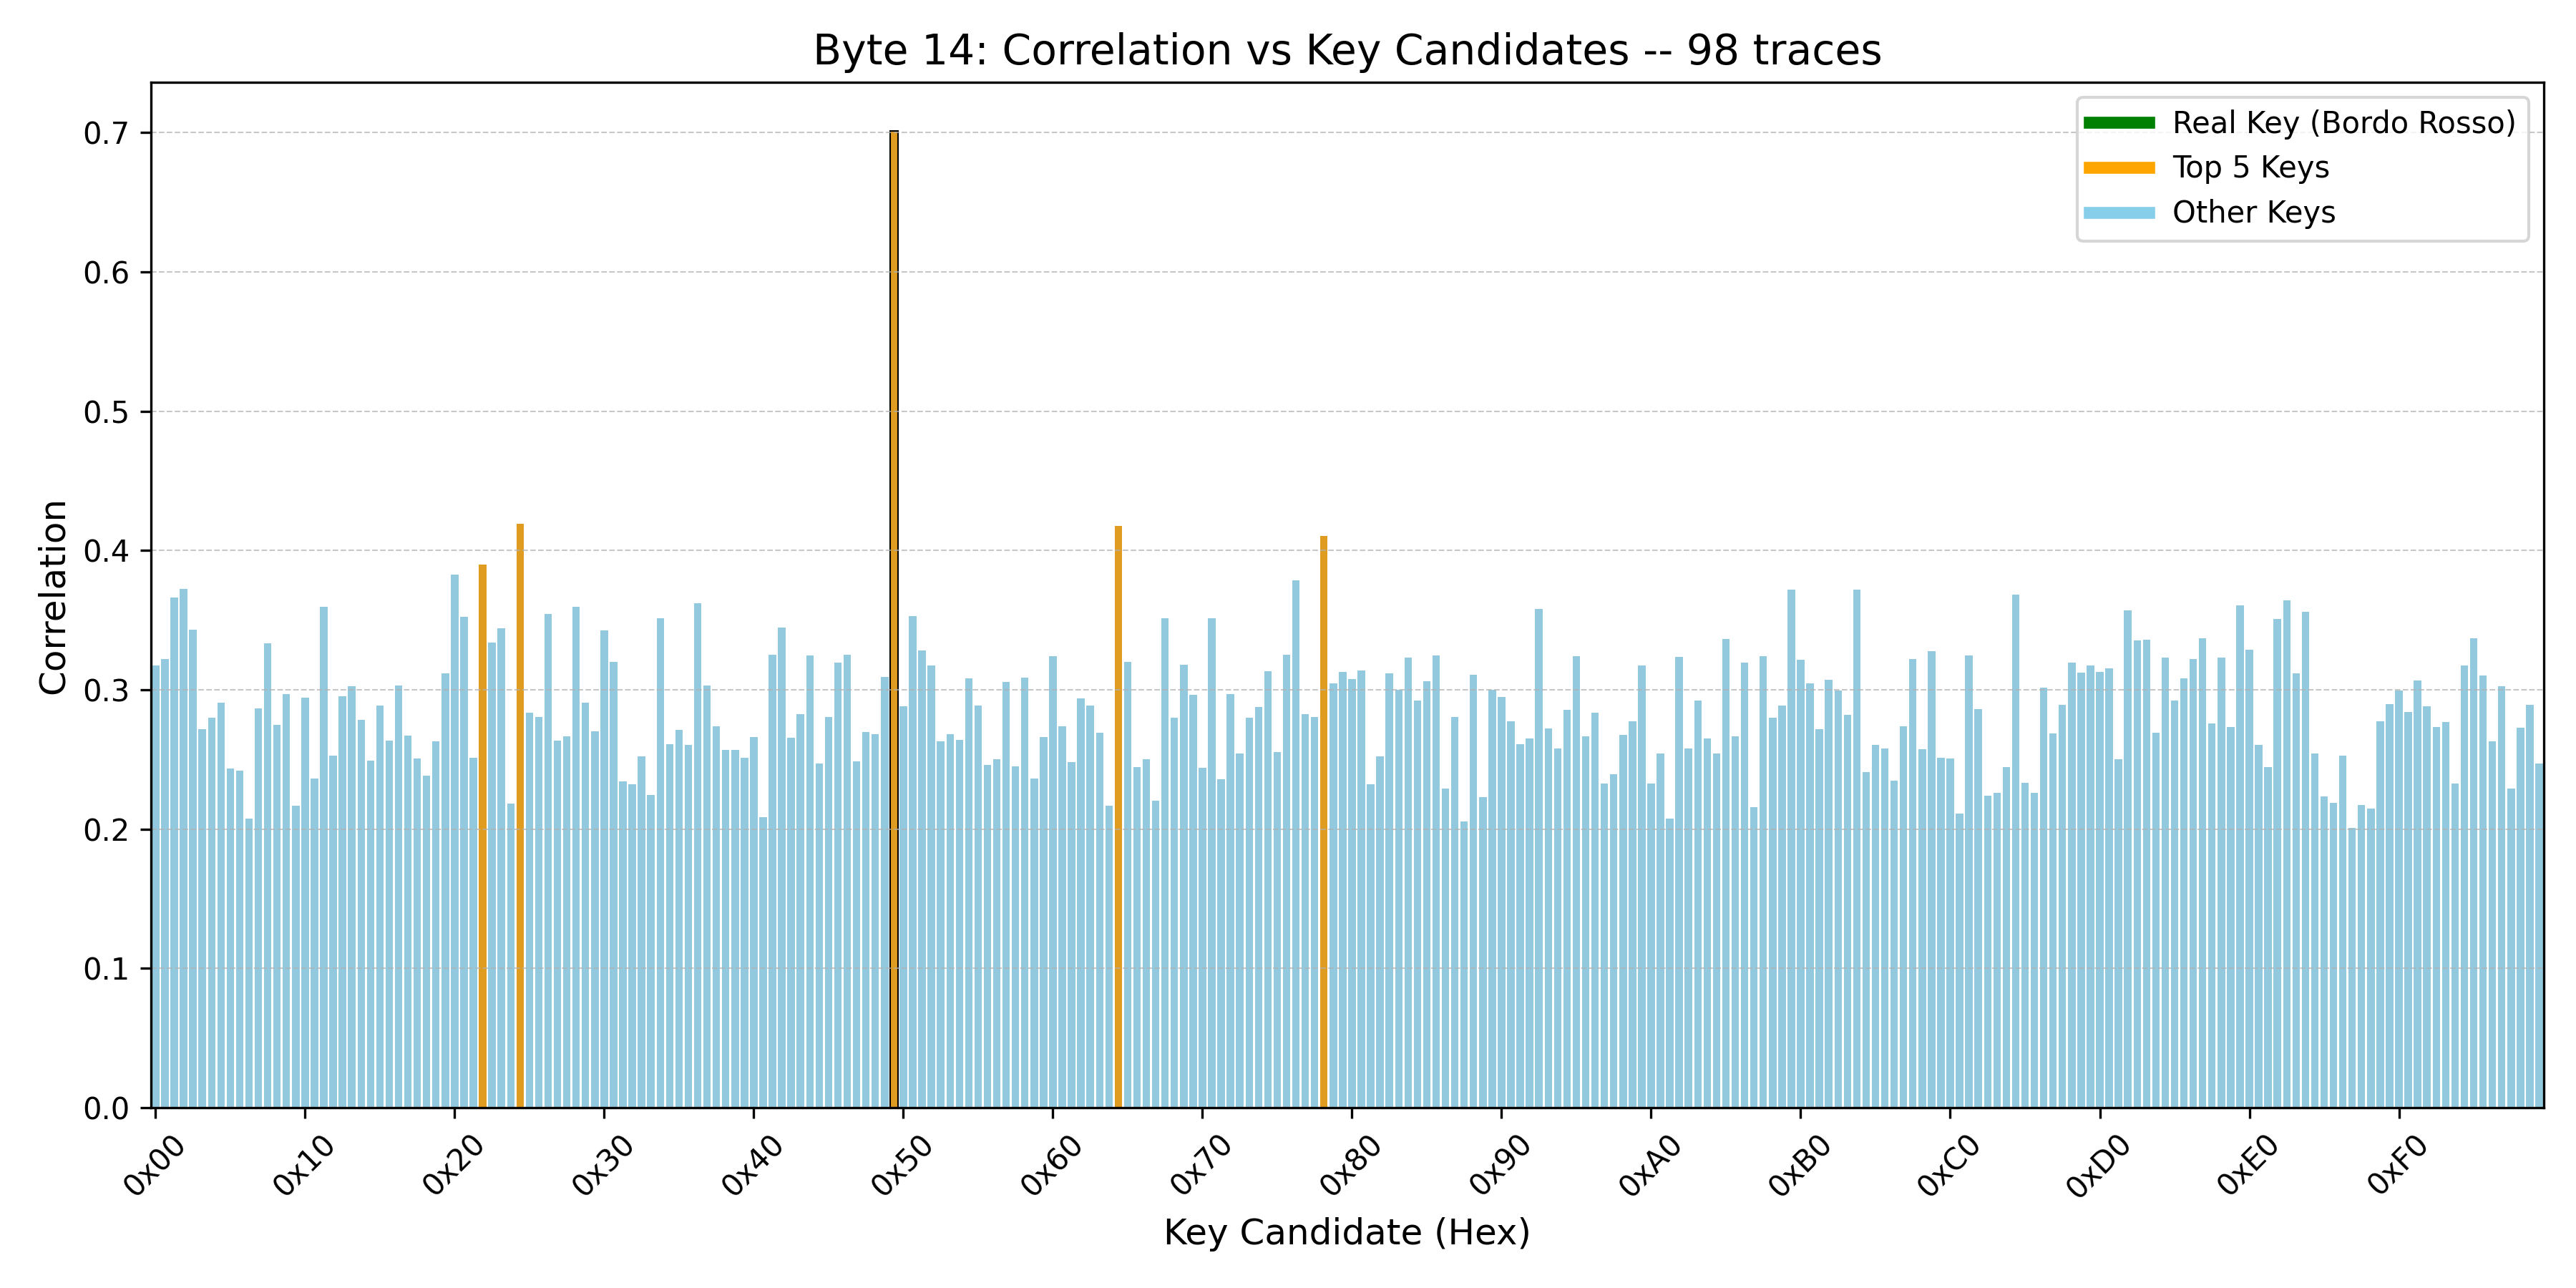 Byte 14: Correlation vs Key Candidates -- 98 traces
Real Key (Bordo Rosso)
Top 5 Keys
Other Keys
Correlation
0.7
0.6
0.5
0.4
0.3
0.2
0.1
0.0
0x00 0x10 0x20 0x30 0x40 0x50 0x60 0x70 0x80 0x90 0xA0 0xB0 0xC0 0xD0 0xE0 0xF0
Key Candidate (Hex)